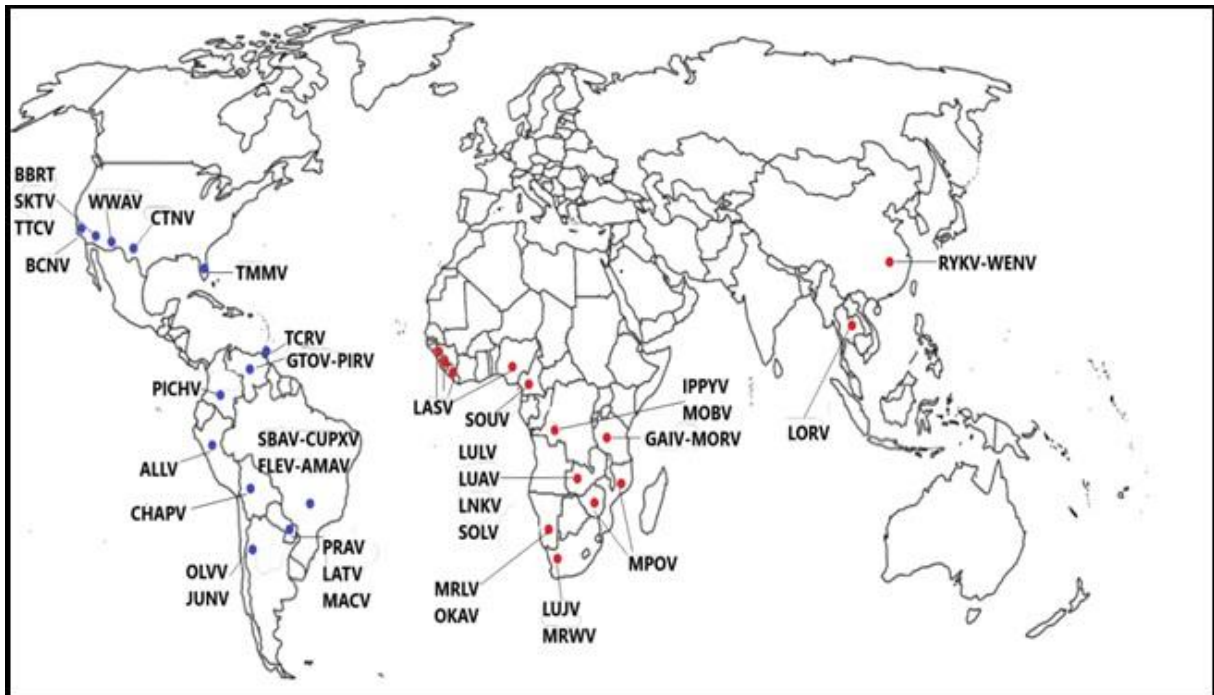 BBRT
SKTV
TTCV
BCNV
WWAV
CTNV
TMMV
RYKV-WENV
TCRV
GTOV-PIRV
PICHV
LASV
SOUV
IPPYV
MOBV
GAIV-MORV
LORV
SBAV-CUPXV
FLEV-AMAV
ALLV
CHAPV
LULV
LUAV
LNKV
SOLV
PRAV
LATV
MACV
OLVV
JUNV
MPOV
MRLV
OKAV
LUJV
MRWV